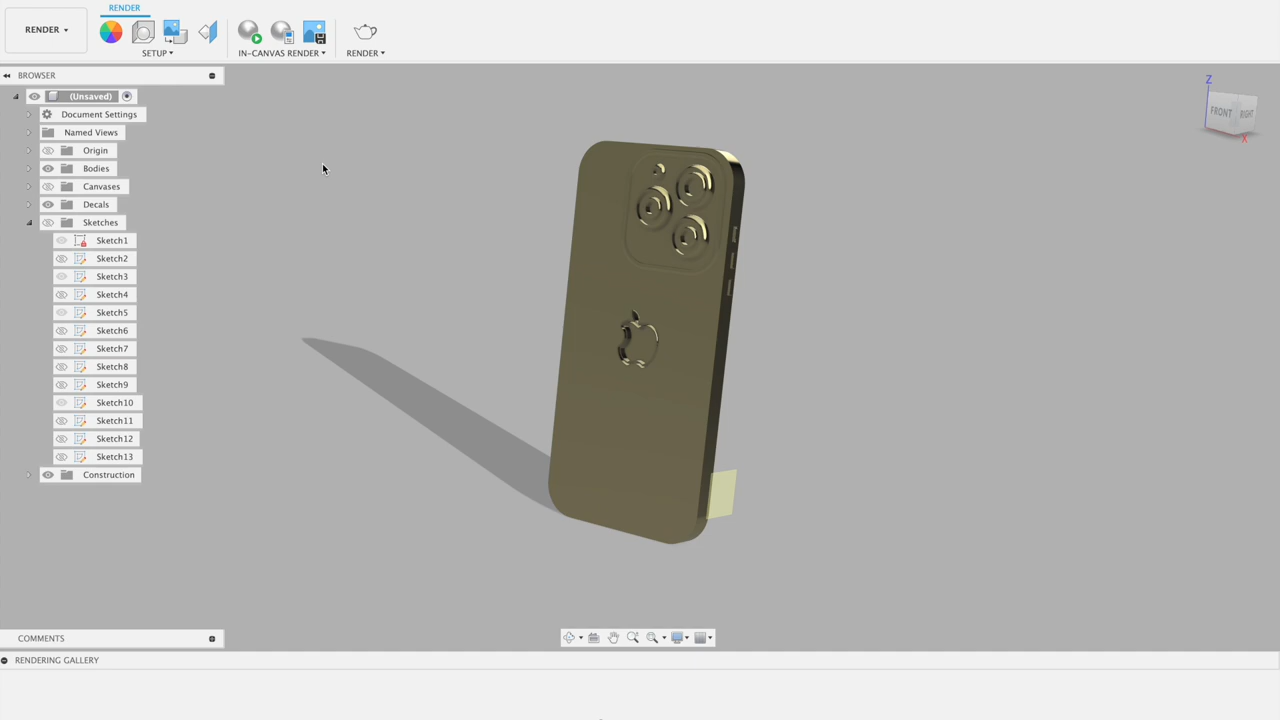 RENDER
RENDER
SETUP
IN-CANVAS RENDER
RENDER
BROWSER
(Unsaved)
Document Settings
Named Views
Origin
Bodies
Canvases
Decals
Sketches
Sketch1
Sketch2
Sketch3
Sketch4
Sketch5
Sketch6
Sketch7
Sketch8
Sketch9
Sketch10
Sketch11
Sketch12
Sketch13
Construction
Z
FRONT
RIGHT
X
COMMENTS
RENDERING GALLERY